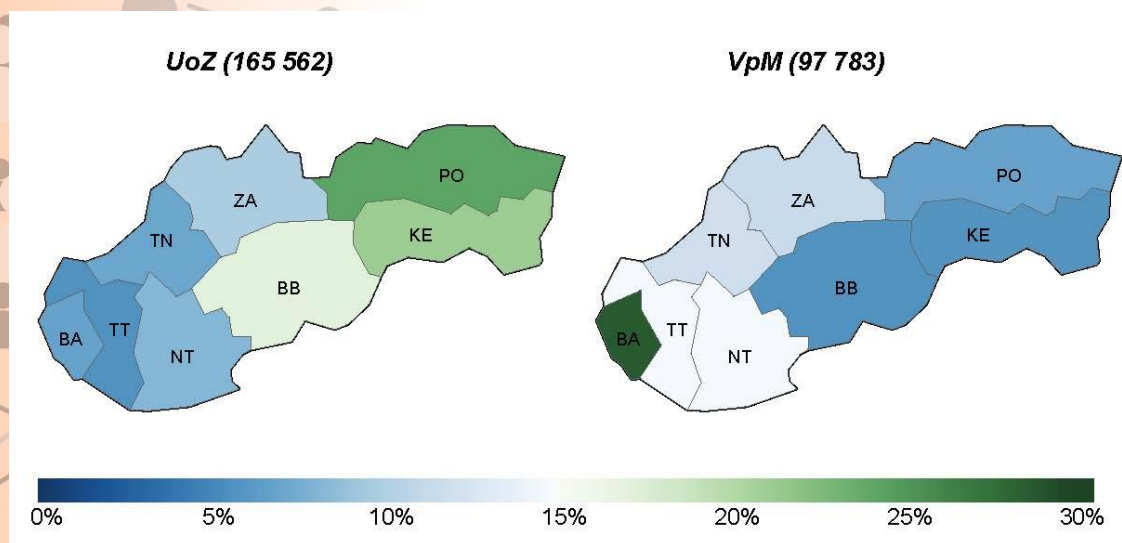 UoZ (165 562)
VpM (97 783)
PO
ZA
KE
TN
BB
BA
TT
NT
PO
ZA
KE
TN
BB
BA
TT
NT
0% 5% 10% 15% 20% 25% 30%